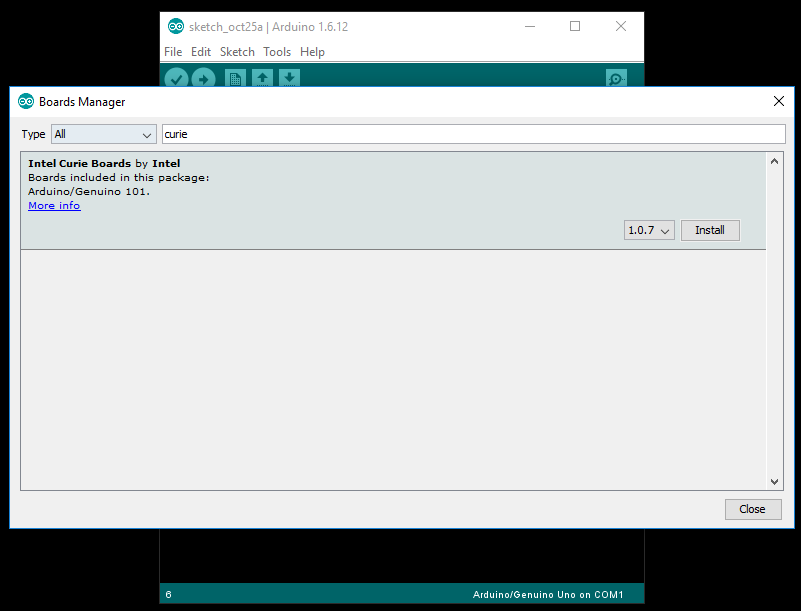 sketch_oct25a | Arduino 1.6.12
File Edit Sketch Tools Help
Boards Manager
Type All curie
Intel Curie Boards by Intel
Boards included in this package:
Arduino/Genuino 101.
More info
1.0.7 Install
Close
6 Arduino/Genuino Uno on COM1